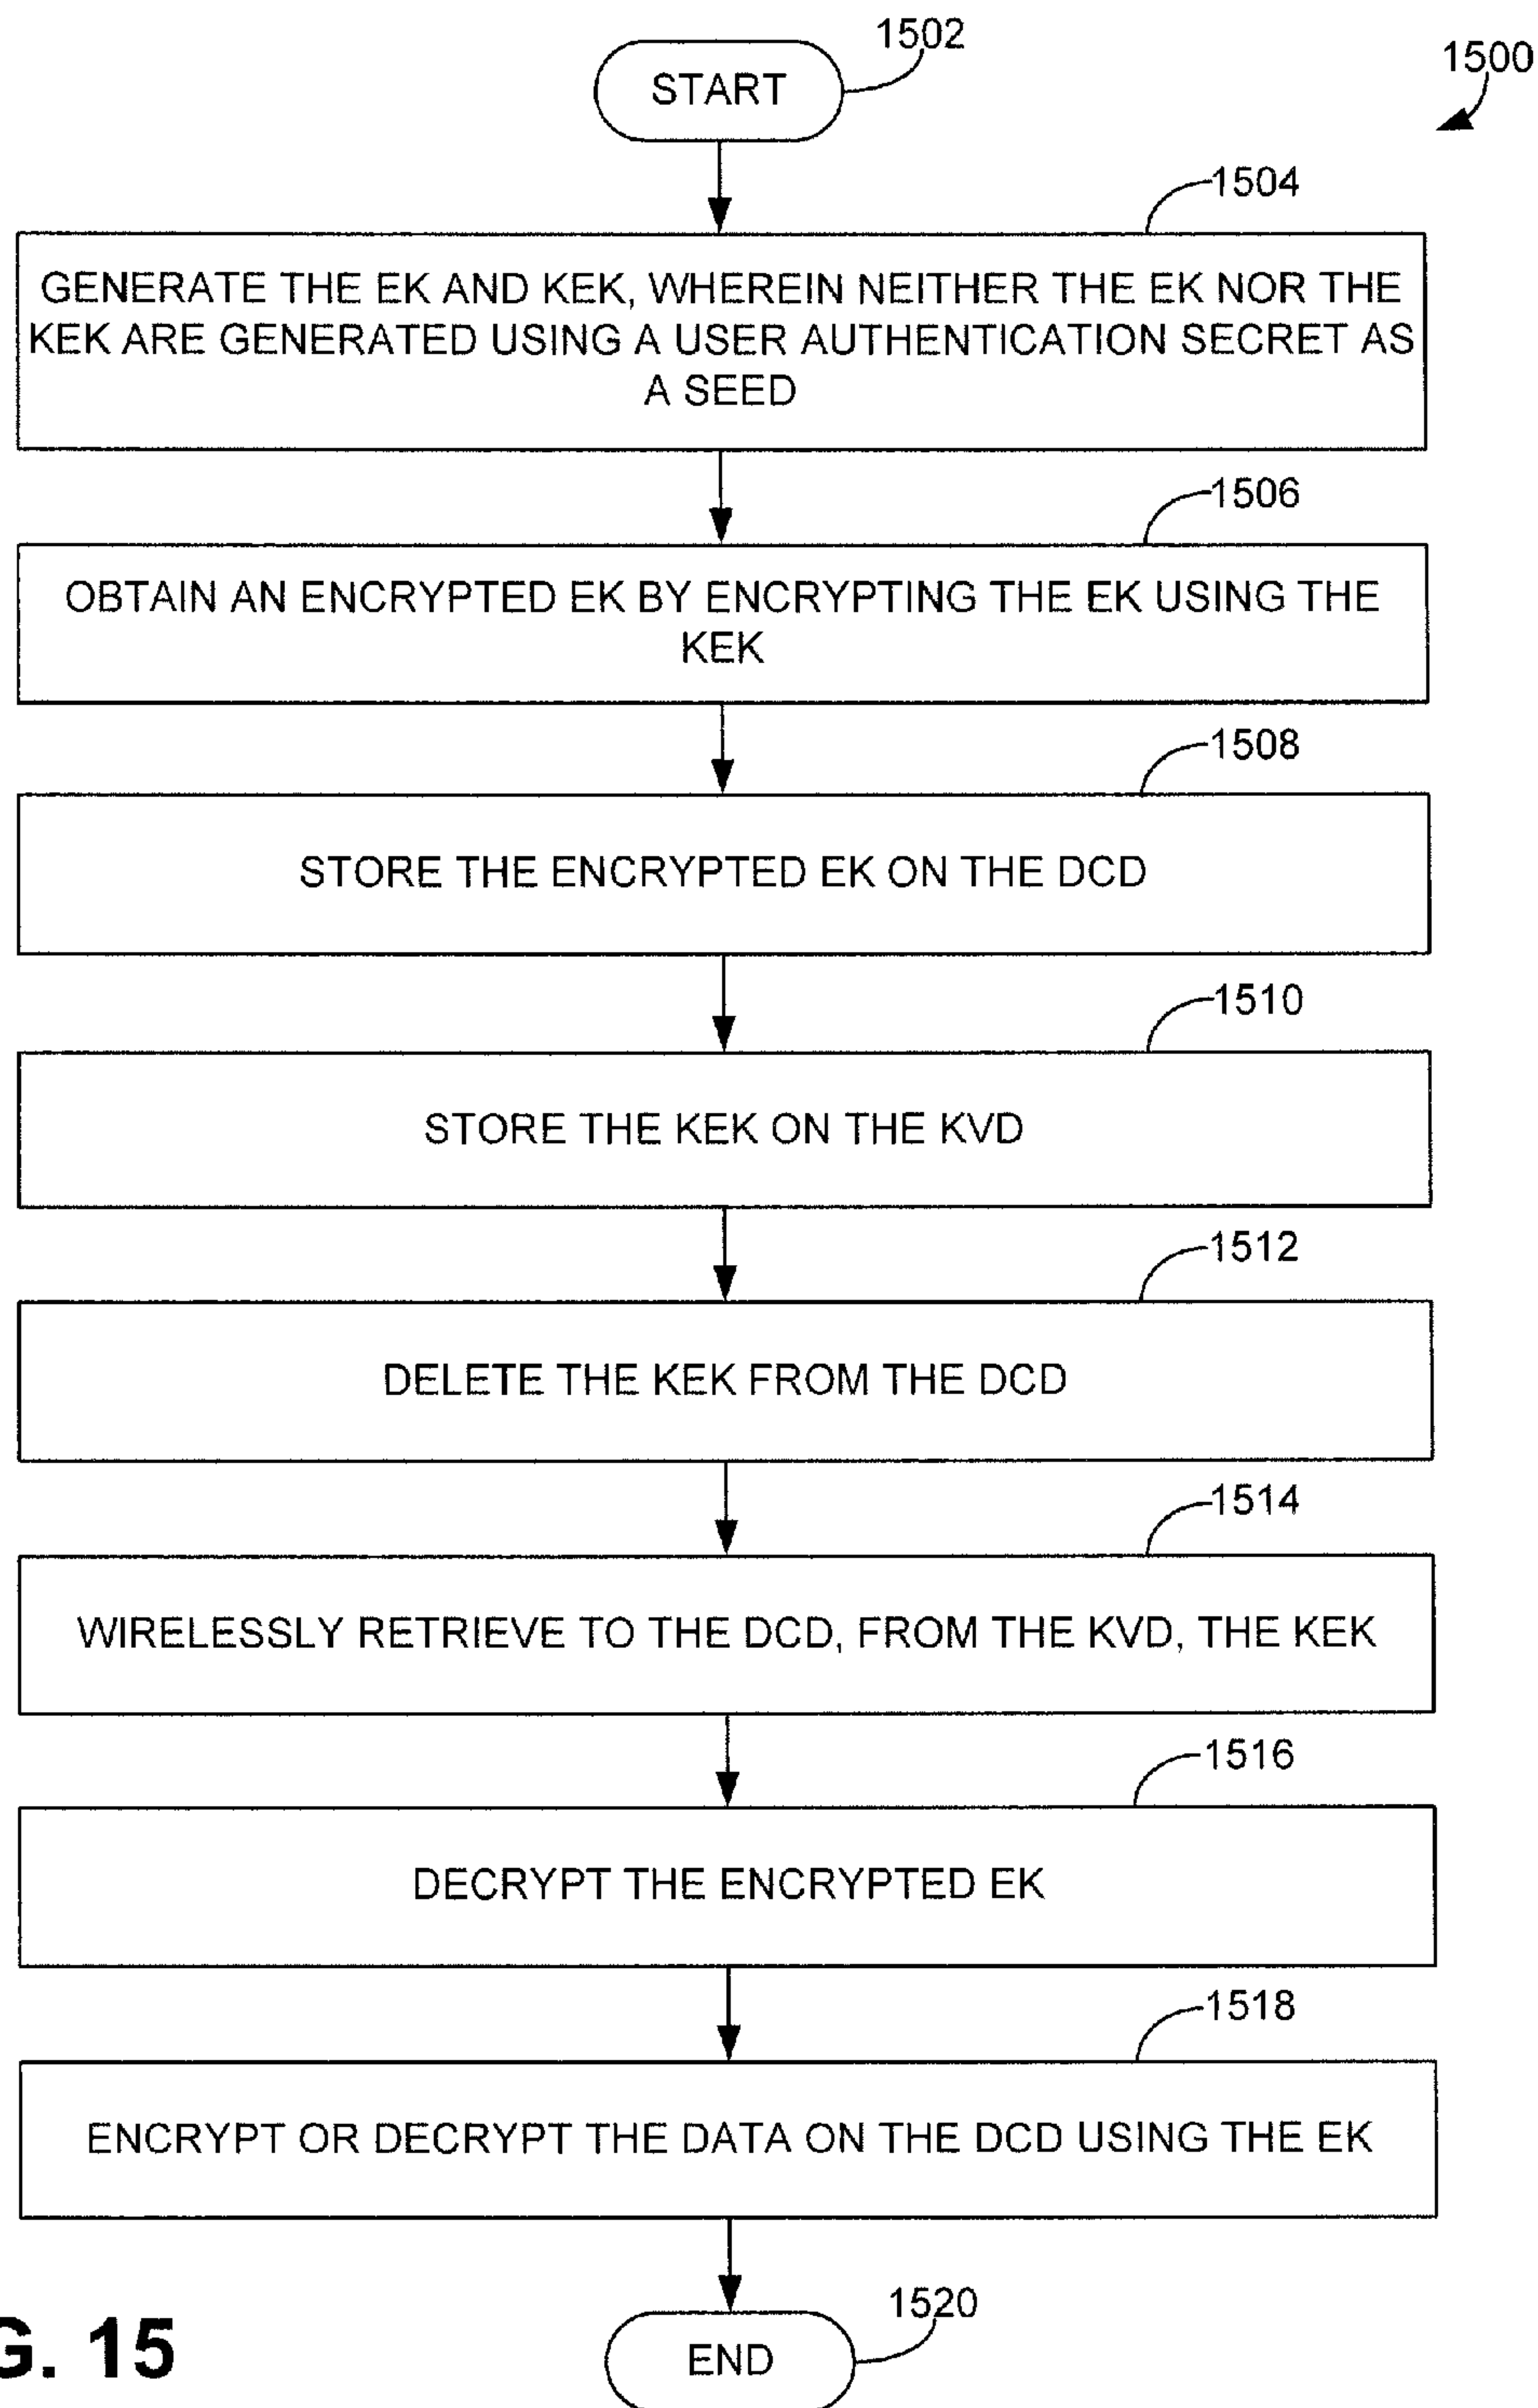 1502
START
1500
1504
GENERATE THE EK AND KEK, WHEREIN NEITHER THE EK NOR THE
KEK ARE GENERATED USING A USER AUTHENTICATION SECRET AS
A SEED
1506
OBTAIN AN ENCRYPTED EK BY ENCRYPTING THE EK USING THE
KEK
1508
STORE THE ENCRYPTED EK ON THE DCD
1510
STORE THE KEK ON THE KVD
1512
DELETE THE KEK FROM THE DCD
1514
WIRELESSLY RETRIEVE TO THE DCD, FROM THE KVD, THE KEK
1516
DECRYPT THE ENCRYPTED EK
1518
ENCRYPT OR DECRYPT THE DATA ON THE DCD USING THE EK
1520
END
G. 15